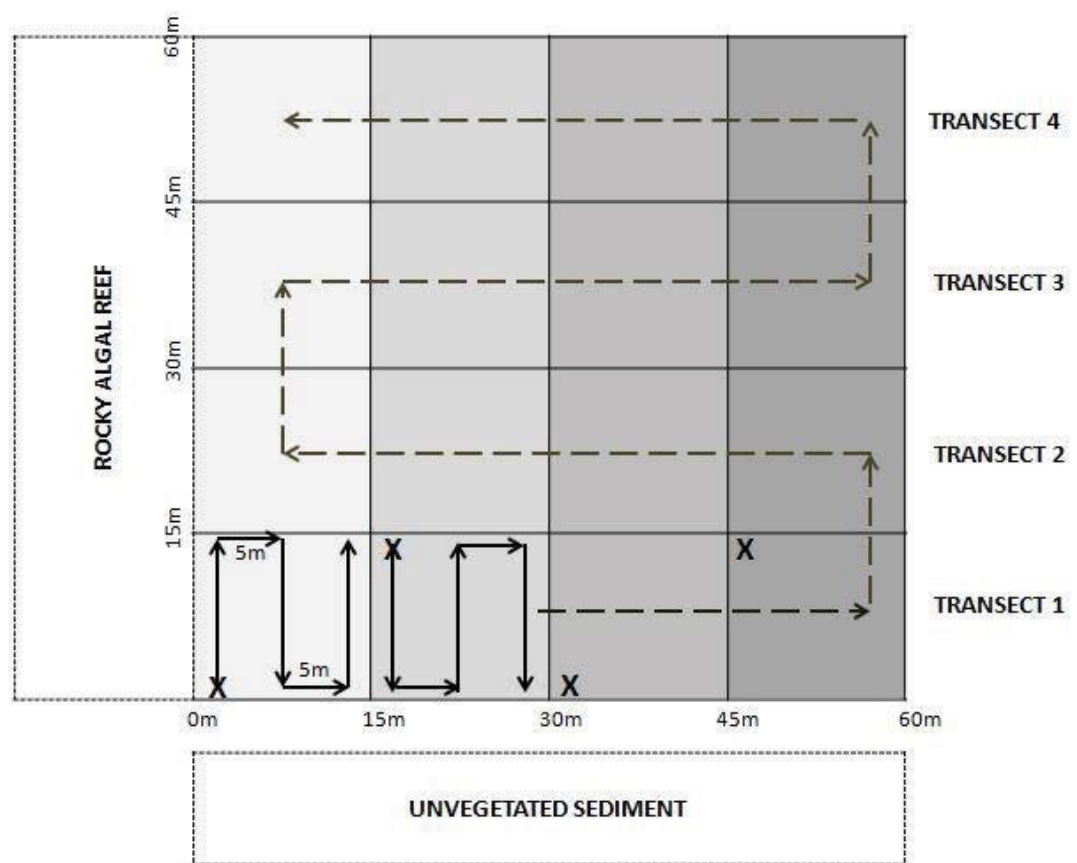 60m
TRANSECT 4
45m
ROCKY ALGAL REEF
TRANSECT 3
30m
TRANSECT 2
15m
X
X
5m
TRANSECT 1
5m
X
X
0m
15m
30m
45m
60m
UNVEGETATED SEDIMENT